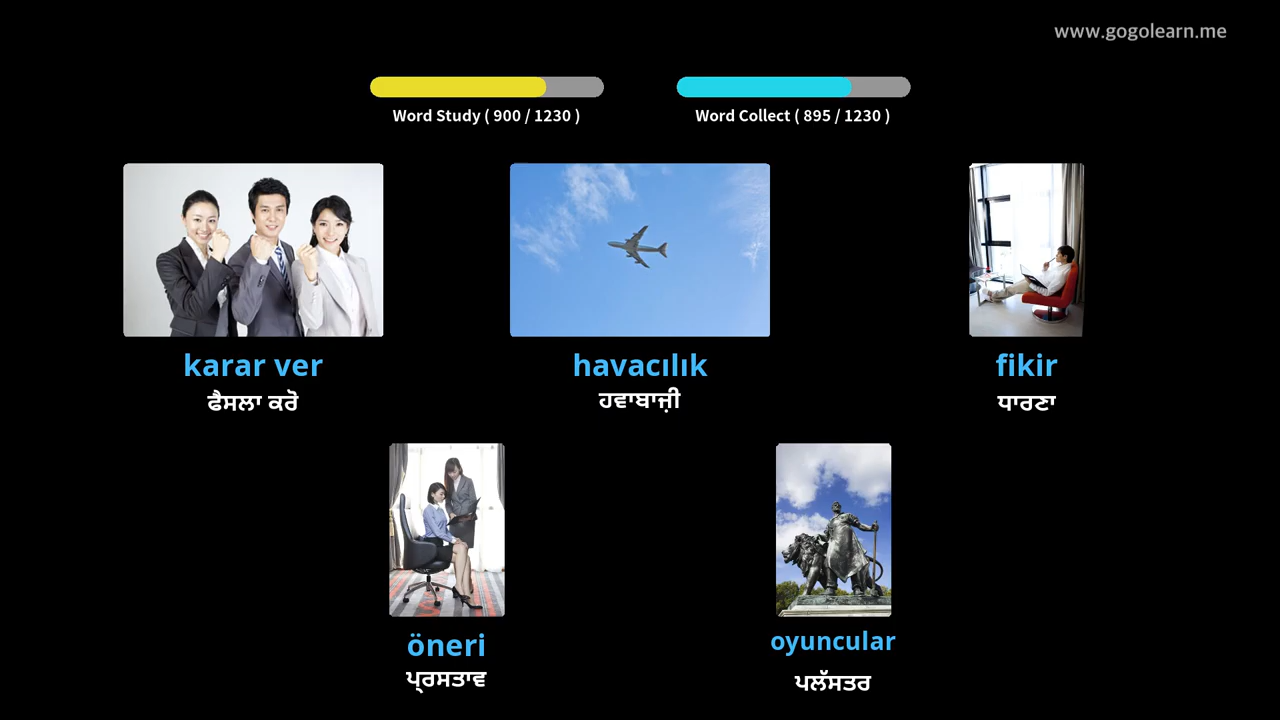 www.gogolearn.me
Word Study ( 900 / 1230 )
Word Collect ( 895 / 1230 )
karar ver
ਫੈਸਲਾ ਕਰੋ
havacılık
ਹਵਾਬਾਜ਼ੀ
fikir
ਧਾਰਣਾ
öneri
ਪ੍ਰਸਤਾਵ
oyuncular
ਪਲੱਸਤਰ